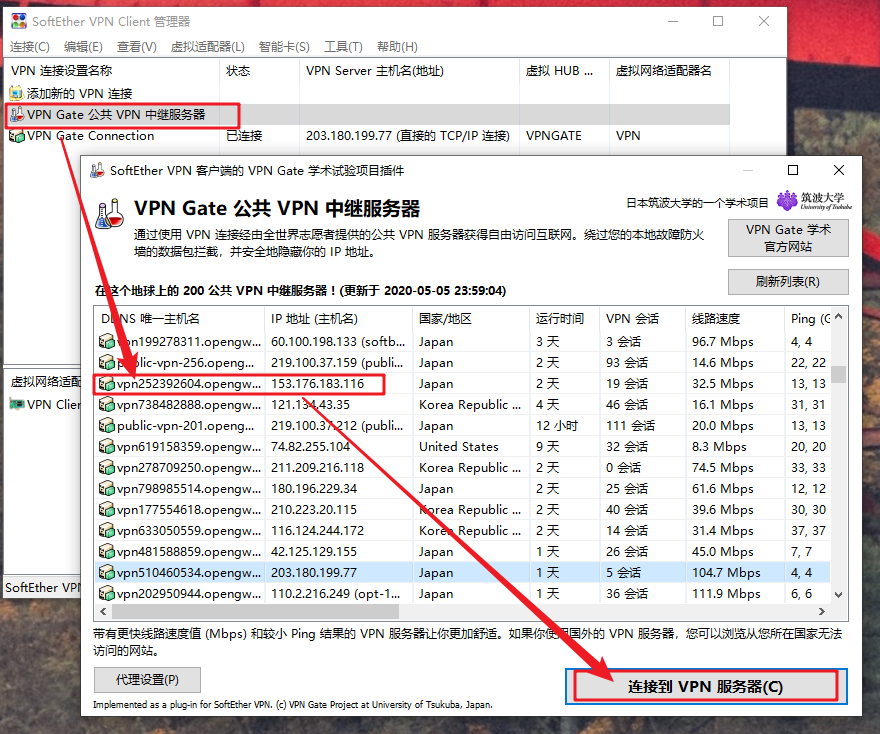 SoftEther VPN Client 管理器
连接(C) 编辑(E) 查看(V) 虚拟适配器(L) 智能卡(S) 工具(T) 帮助(H)
VPN 连接设置名称 状态 VPN Server 主机名(地址) 虚拟 HUB ... 虚拟网络适配器名
添加新的 VPN 连接
VPN Gate 公共 VPN 中继服务器
VPN Gate Connection 已连接 203.180.199.77 (直接的 TCP/IP 连接) VPNGATE VPN
虚拟网络适配
VPN Clien
SoftEther VPN
SoftEther VPN 客户端的 VPN Gate 学术试验项目插件
VPN Gate 公共 VPN 中继服务器
日本筑波大学的一个学术项目
筑波大学
University of Tsukuba
通过使用 VPN 连接经由全世界志愿者提供的公共 VPN 服务器获得自由访问互联网。绕过您的本地故障防火
墙的数据包拦截，并安全地隐藏你的 IP 地址。
VPN Gate 学术
官方网站
刷新列表(R)
在这个地球上的 200 公共 VPN 中继服务器！(更新于 2020-05-05 23:59:04)
DDNS 唯一主机名 IP 地址 (主机名) 国家/地区 运行时间 VPN 会话 线路速度 Ping (G
vpn199278311.opengw... 60.100.198.133 (softb... Japan 3 天 3 会话 96.7 Mbps 4, 4
public-vpn-256.openg... 219.100.37.159 (publi... Japan 2 天 93 会话 14.6 Mbps 22, 22
vpn252392604.opengw... 153.176.183.116 Japan 2 天 19 会话 32.5 Mbps 13, 13
vpn738482888.opengw... 121.134.43.35 Korea Republic ... 4 天 46 会话 16.1 Mbps 31, 31
public-vpn-201.openg... 219.100.37.212 (publi... Japan 12 小时 111 会话 20.0 Mbps 13, 13
vpn619158359.opengw... 74.82.255.104 United States 9 天 32 会话 8.3 Mbps 20, 20
vpn278709250.opengw... 211.209.216.118 Korea Republic ... 2 天 0 会话 74.5 Mbps 33, 33
vpn798985514.opengw... 180.196.229.34 Japan 2 天 25 会话 61.6 Mbps 12, 12
vpn177554618.opengw... 210.223.20.115 Korea Republic ... 2 天 40 会话 39.6 Mbps 30, 30
vpn633050559.opengw... 116.124.244.172 Korea Republic ... 2 天 14 会话 31.4 Mbps 37, 37
vpn481588859.opengw... 42.125.129.155 Japan 1 天 26 会话 45.0 Mbps 7, 7
vpn510460534.opengw... 203.180.199.77 Japan 1 天 5 会话 104.7 Mbps 4, 4
vpn202950944.opengw... 110.2.216.249 (opt-1... Japan 1 天 36 会话 111.9 Mbps 6, 6
带有更快线路速度值 (Mbps) 和较小 Ping 结果的 VPN 服务器让你更加舒适。如果你使用国外的 VPN 服务器，您可以浏览从您所在国家无法
访问的网站。
代理设置(P)
连接到 VPN 服务器(C)
Implemented as a plug-in for SoftEther VPN. (c) VPN Gate Project at University of Tsukuba, Japan.